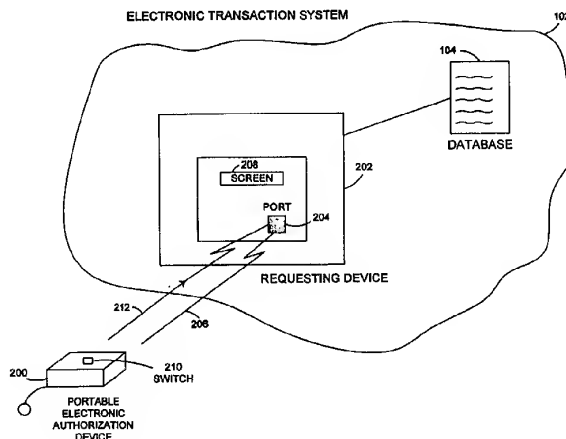 ELECTRONIC TRANSACTION SYSTEM
102
104
DATABASE
208
SCREEN
202
PORT
204
REQUESTING DEVICE
212
206
200
210
SWITCH
PORTABLE
ELECTRONIC
AUTHORIZATION
DEVICE